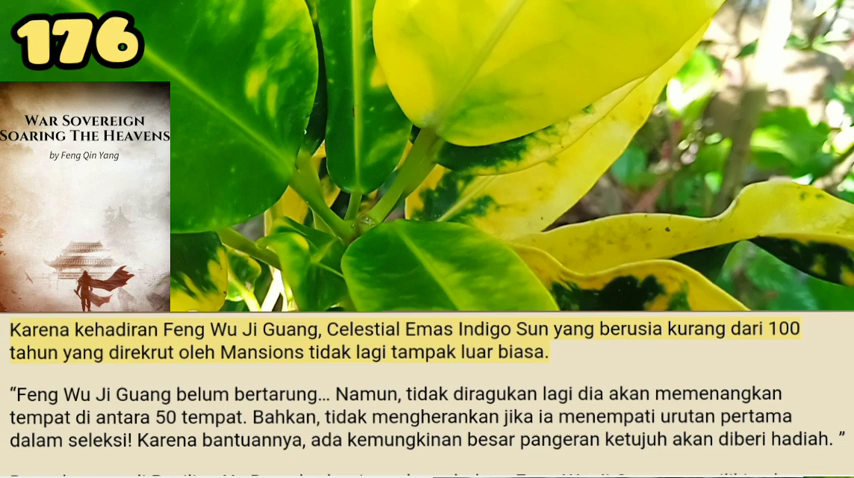 176
WAR SOVEREIGN
SOARING THE HEAVENS
by Feng Qin Yang
Karena kehadiran Feng Wu Ji Guang, Celestial Emas Indigo Sun yang berusia kurang dari 100
tahun yang direkrut oleh Mansions tidak lagi tampak luar biasa.
“Feng Wu Ji Guang belum bertarung... Namun, tidak diragukan lagi dia akan memenangkan
tempat di antara 50 tempat. Bahkan, tidak mengherankan jika ia menempati urutan pertama
dalam seleksi! Karena bantuannya, ada kemungkinan besar pangeran ketujuh akan diberi hadiah. ”